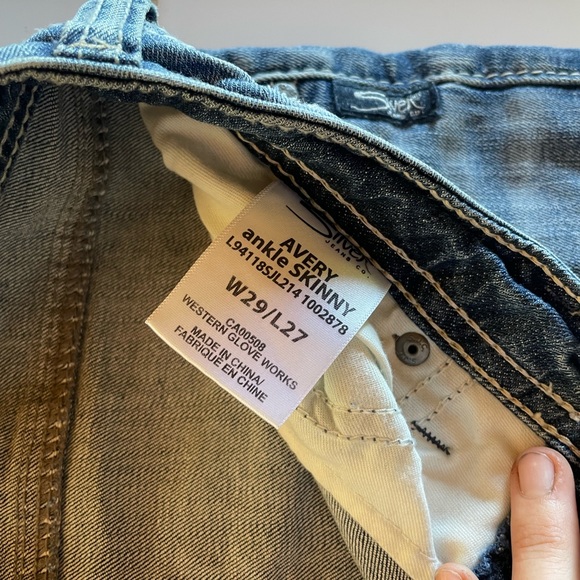 Silver
Silver
JEANS CO.
AVERY
ankle SKINNY
L94118SJL214 1002878
W29/L27
CA00508
WESTERN GLOVE WORKS
MADE IN CHINA/
FABRIQUÉ EN CHINE